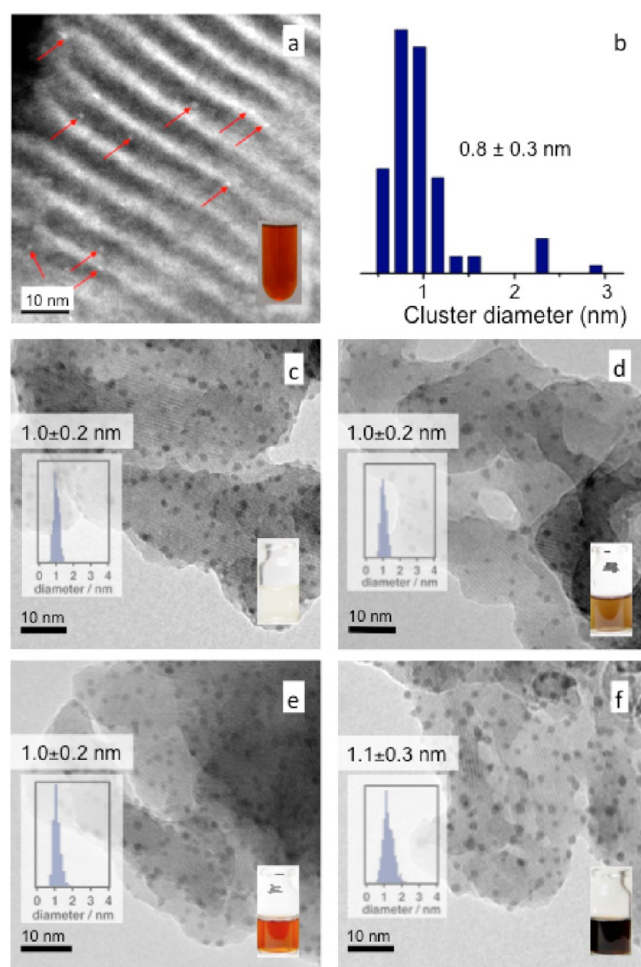 a
10 nm
b
0.8 ± 0.3 nm
1 2 3
Cluster diameter (nm)
c
1.0±0.2 nm
0 1 2 3 4
diameter / nm
10 nm
d
1.0±0.2 nm
0 1 2 3 4
diameter / nm
10 nm
e
1.0±0.2 nm
0 1 2 3 4
diameter / nm
10 nm
f
1.1±0.3 nm
0 1 2 3 4
diameter / nm
10 nm